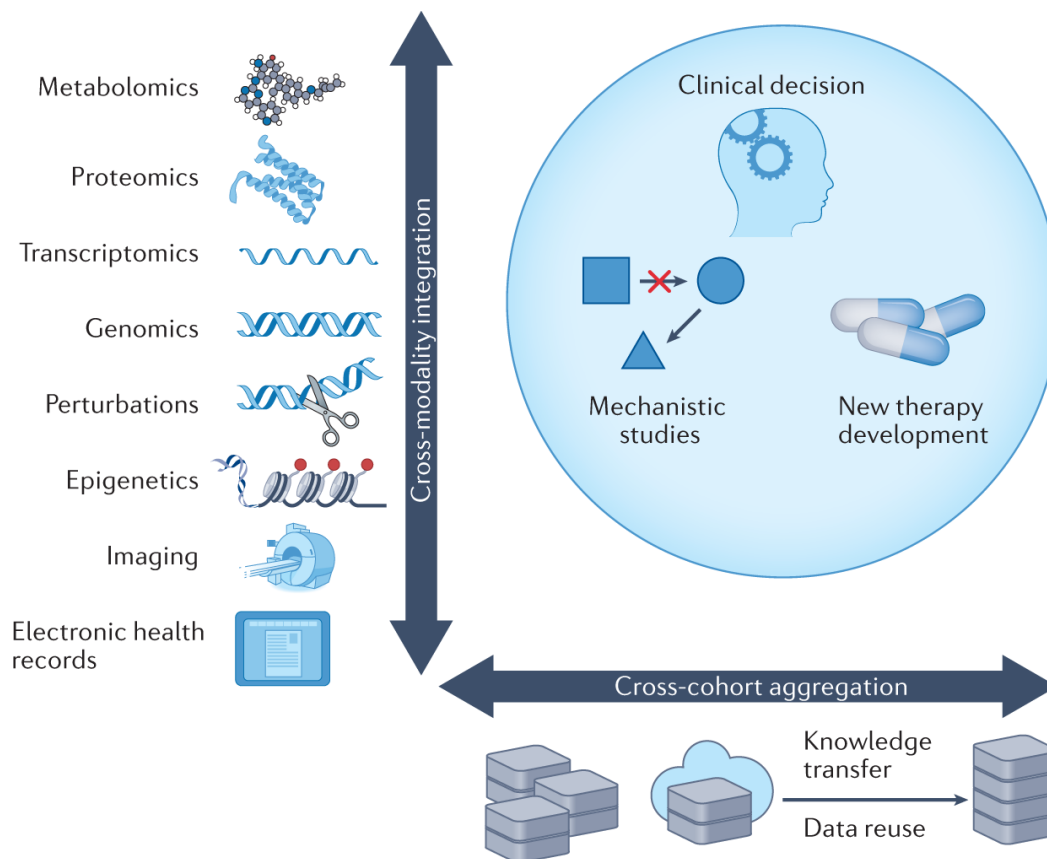 Metabolomics
Proteomics
Transcriptomics
Genomics
Perturbations
Epigenetics
Imaging
Electronic health
records
Cross-modality integration
Clinical decision
Mechanistic
studies
New therapy
development
Cross-cohort aggregation
Knowledge
transfer
Data reuse